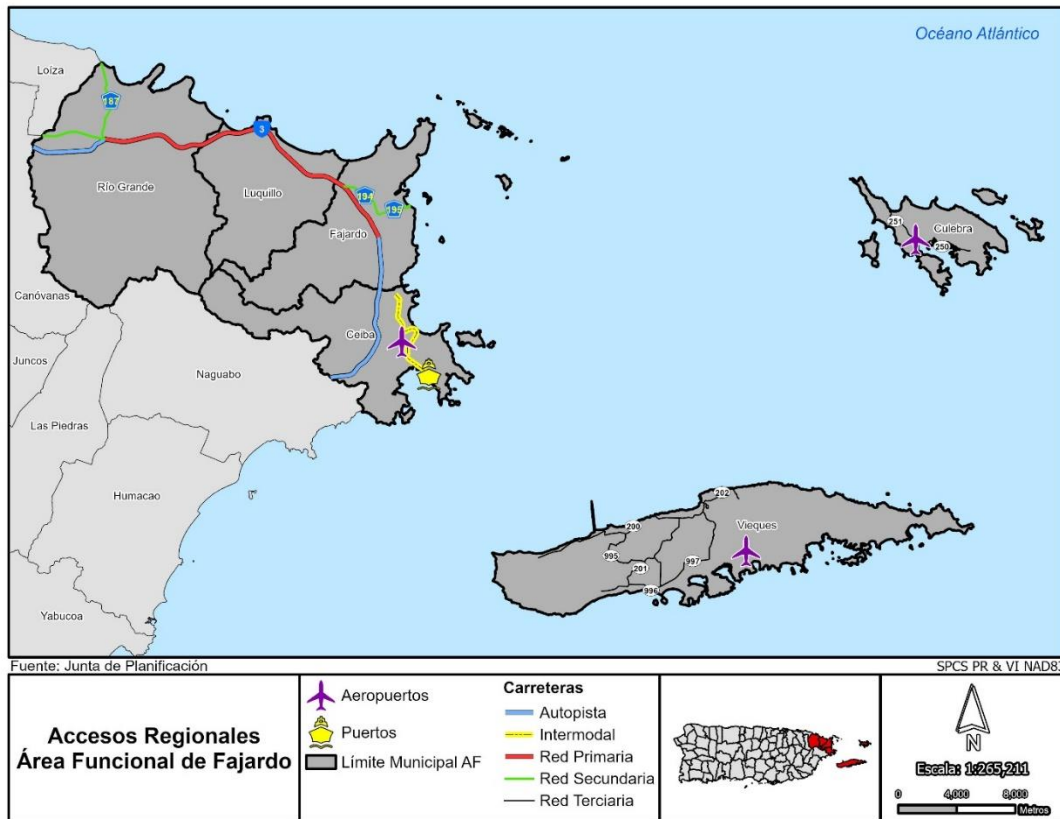 Océano Atlántico
Loíza
187
3
Río Grande
Luquillo
194
195
Fajardo
251
Culebra
250
Canóvanas
Ceiba
Juncos
Naguabo
Las Piedras
Humacao
202
200
Vieques
995
997
201
996
Yabucoa
Fuente: Junta de Planificación
SPCS PR & VI NAD83
Accesos Regionales
Área Funcional de Fajardo
Aeropuertos
Puertos
Límite Municipal AF
Carreteras
Autopista
Intermodal
Red Primaria
Red Secundaria
Red Terciaria
N
Escala: 1:265,211
0 4,000 8,000
Metros